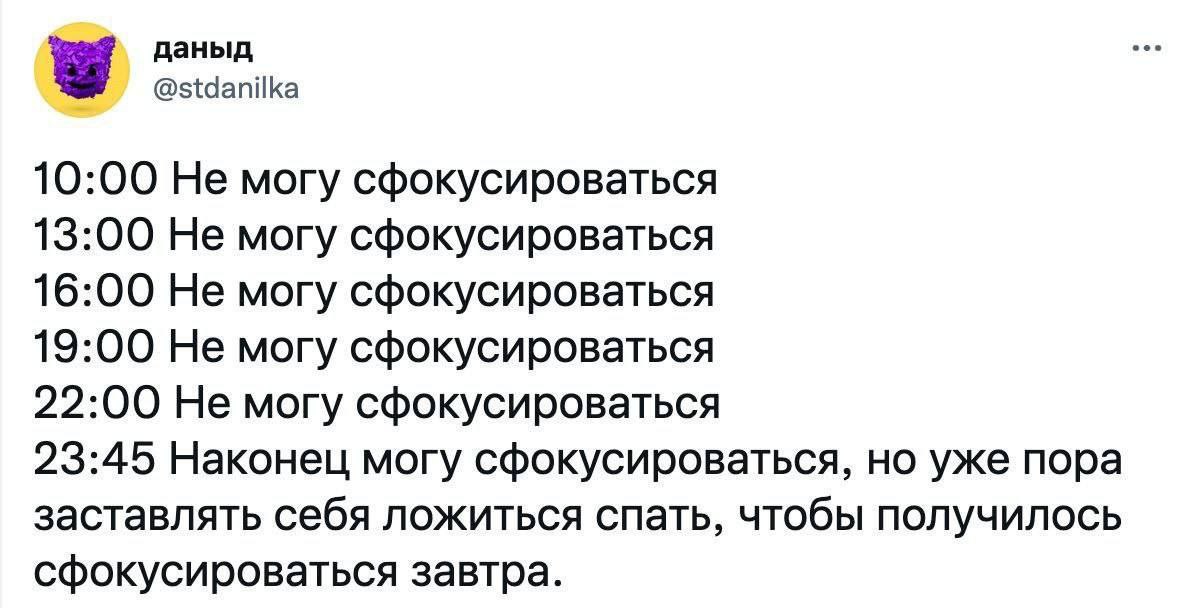 даныд
@stdanilka
10:00 Не могу сфокусироваться
13:00 Не могу сфокусироваться
16:00 Не могу сфокусироваться
19:00 Не могу сфокусироваться
22:00 Не могу сфокусироваться
23:45 Наконец могу сфокусироваться, но уже пора
заставлять себя ложиться спать, чтобы получилось
сфокусироваться завтра.